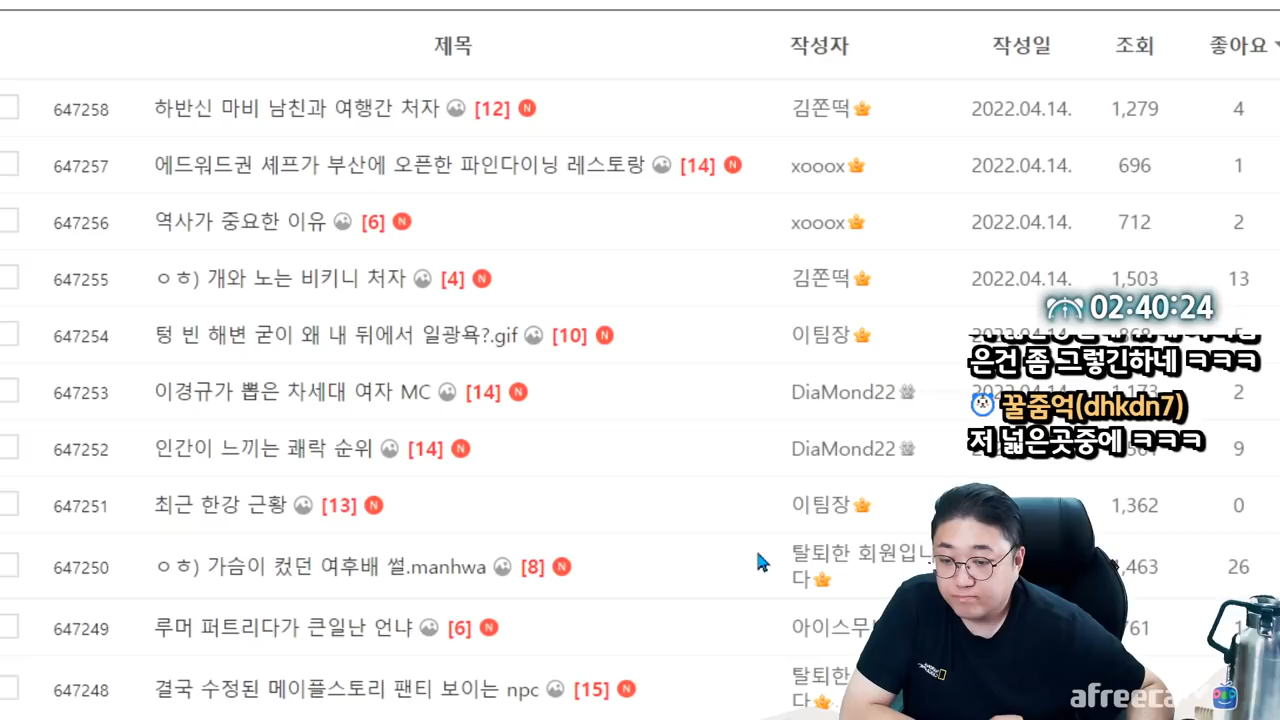 제목 작성자 작성일 조회 좋아요
647258 하반신 마비 남친과 여행간 처자 [12] N 김쫀떡 2022.04.14. 1,279 4
647257 에드워드권 셰프가 부산에 오픈한 파인다이닝 레스토랑 [14] N xooox 2022.04.14. 696 1
647256 역사가 중요한 이유 [6] N xooox 2022.04.14. 712 2
647255 ㅇㅎ) 개와 노는 비키니 처자 [4] N 김쫀떡 2022.04.14. 1,503 13
02:40:24
647254 텅 빈 해변 굳이 왜 내 뒤에서 일광욕?.gif [10] N 이팀장
은건 좀 그렇긴하네 ㅋㅋㅋ
647253 이경규가 뽑은 차세대 여자 MC [14] N DiaMond22 2
꿀줌억(dhkdn7)
647252 인간이 느끼는 쾌락 순위 [14] N DiaMond22 9
저 넓은곳중에 ㅋㅋㅋ
647251 최근 한강 근황 [13] N 이팀장 1,362 0
647250 ㅇㅎ) 가슴이 컸던 여후배 썰.manhwa [8] N 탈퇴한 회원입니 ,463 26
다
647249 루머 퍼트리다가 큰일난 언냐 [6] N 아이스무 761 1
647248 결국 수정된 메이플스토리 팬티 보이는 npc [15] N 탈퇴한
다
afreeca